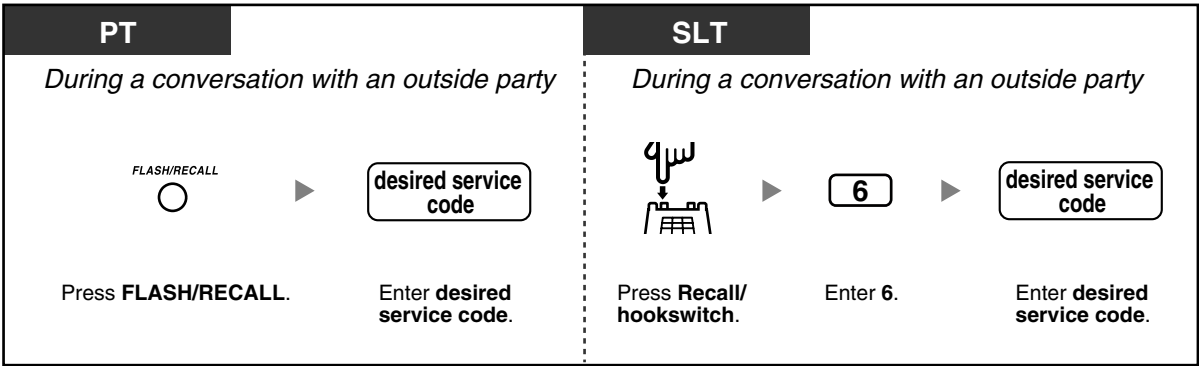 PT
During a conversation with an outside party
FLASH/RECALL
desired service
code
Press FLASH/RECALL.
Enter desired
service code.
SLT
During a conversation with an outside party
6
desired service
code
Press Recall/
hookswitch.
Enter 6.
Enter desired
service code.